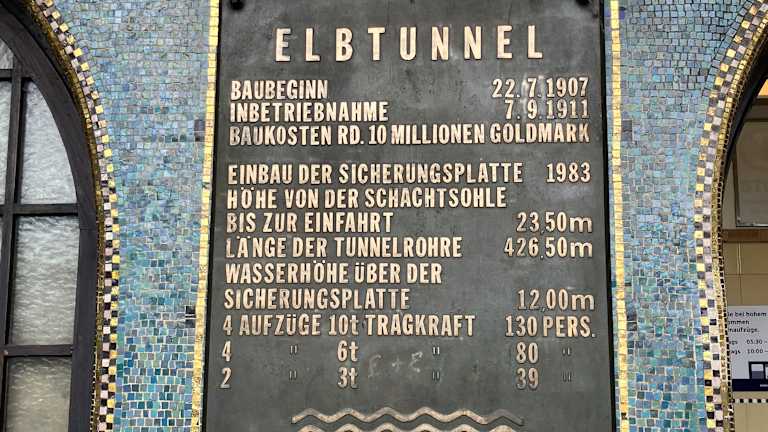 ELBTUNNEL
BAUBEGINN 22.7.1907
INBETRIEBNAHME 7.9.1911
BAUKOSTEN RD. 10 MILLIONEN GOLDMARK
EINBAU DER SICHERUNGSPLATTE 1983
HÖHE VON DER SCHACHTSOHLE
BIS ZUR EINFAHRT 23,50m
LÄNGE DER TUNNELROHRE 426,50m
WASSERHÖHE ÜBER DER
SICHERUNGSPLATTE 12,00m
4 AUFZÜGE 10t TRAGKRAFT 130 PERS.
4 " 6t " 80 "
2 " 3t " 39 "
bei hohem